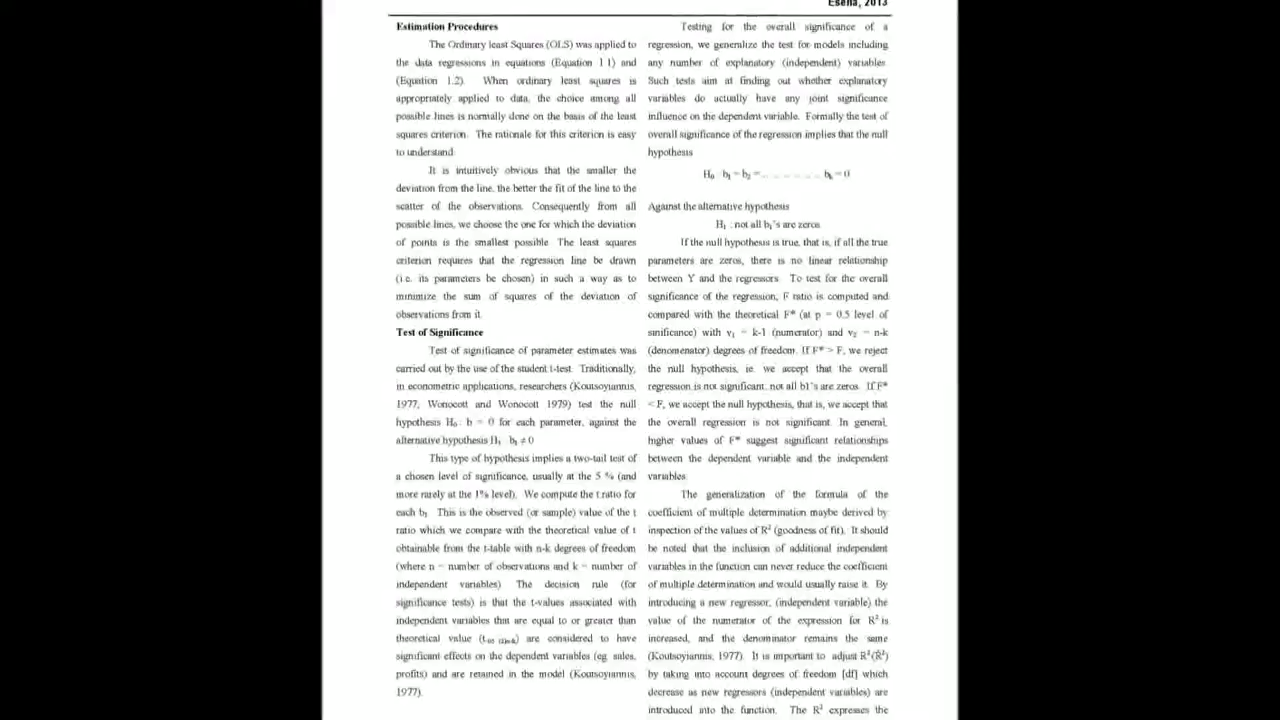 Esena, 2013
Estimation Procedures
The Ordinary least Squares (OLS) was applied to
the data regressions in equations (Equation 1.1) and
(Equation 1.2). When ordinary least squares is
appropriately applied to data, the choice among all
possible lines is normally done on the basis of the least
squares criterion. The rationale for this criterion is easy
to understand.
It is intuitively obvious that the smaller the
deviation from the line, the better the fit of the line to the
scatter of the observations. Consequently from all
possible lines, we choose the one for which the deviation
of points is the smallest possible. The least squares
criterion requires that the regression line be drawn
(i.e. its parameters be chosen) in such a way as to
minimize the sum of squares of the deviation of
observations from it.
Test of Significance
Test of significance of parameter estimates was
carried out by the use of the student t-test. Traditionally,
in econometric applications, researchers (Koutsoyiannis,
1977, Wonocott and Wonocott 1979) test the null
hypothesis H₀ : b = 0 for each parameter, against the
alternative hypothesis H₁ : b₁ ≠ 0
This type of hypothesis implies a two-tail test of
a chosen level of significance, usually at the 5 % (and
more rarely at the 1% level). We compute the t ratio for
each b₁. This is the observed (or sample) value of the t
ratio which we compare with the theoretical value of t
obtainable from the t-table with n-k degrees of freedom
(where n = number of observations and k = number of
independent variables) The decision rule (for
significance tests) is that the t-values associated with
independent variables that are equal to or greater than
theoretical value are considered to have
significant effects on the dependent variables (eg. sales,
profits) and are retained in the model (Koutsoyiannis,
1977).
Testing for the overall significance of a
regression, we generalize the test for models including
any number of explanatory (independent) variables.
Such tests aim at finding out whether explanatory
variables do actually have any joint significance
influence on the dependent variable. Formally the test of
overall significance of the regression implies that the null
hypothesis
H₀ : b₁ = b₂ = ... ... ... ... ... bₖ = 0
Against the alternative hypothesis
H₁ : not all b₁'s are zeros
If the null hypothesis is true, that is, if all the true
parameters are zeros, there is no linear relationship
between Y and the regressors. To test for the overall
significance of the regression, F ratio is computed and
compared with the theoretical F* (at p = 0.5 level of
sinificance) with v₁ = k-1 (numerator) and v₂ = n-k
(denomenator) degrees of freedom. If F* > F, we reject
the null hypothesis, ie. we accept that the overall
regression is not significant. not all b1's are zeros. If F*
< F, we accept the null hypothesis, that is, we accept that
the overall regression is not significant. In general,
higher values of F* suggest significant relationships
between the dependent variable and the independent
variables.
The generalization of the formula of the
coefficient of multiple determination maybe derived by
inspection of the values of R² (goodness of fit). It should
be noted that the inclusion of additional independent
variables in the function can never reduce the coefficient
of multiple determination and would usually raise it. By
introducing a new regressor, (independent variable) the
value of the numerator of the expression for R² is
increased, and the denominator remains the same
(Koutsoyiannis, 1977). It is important to adjust R²(R̄²)
by taking into account degrees of freedom [df] which
decrease as new regressors (independent variables) are
introduced into the function. The R² expresses the